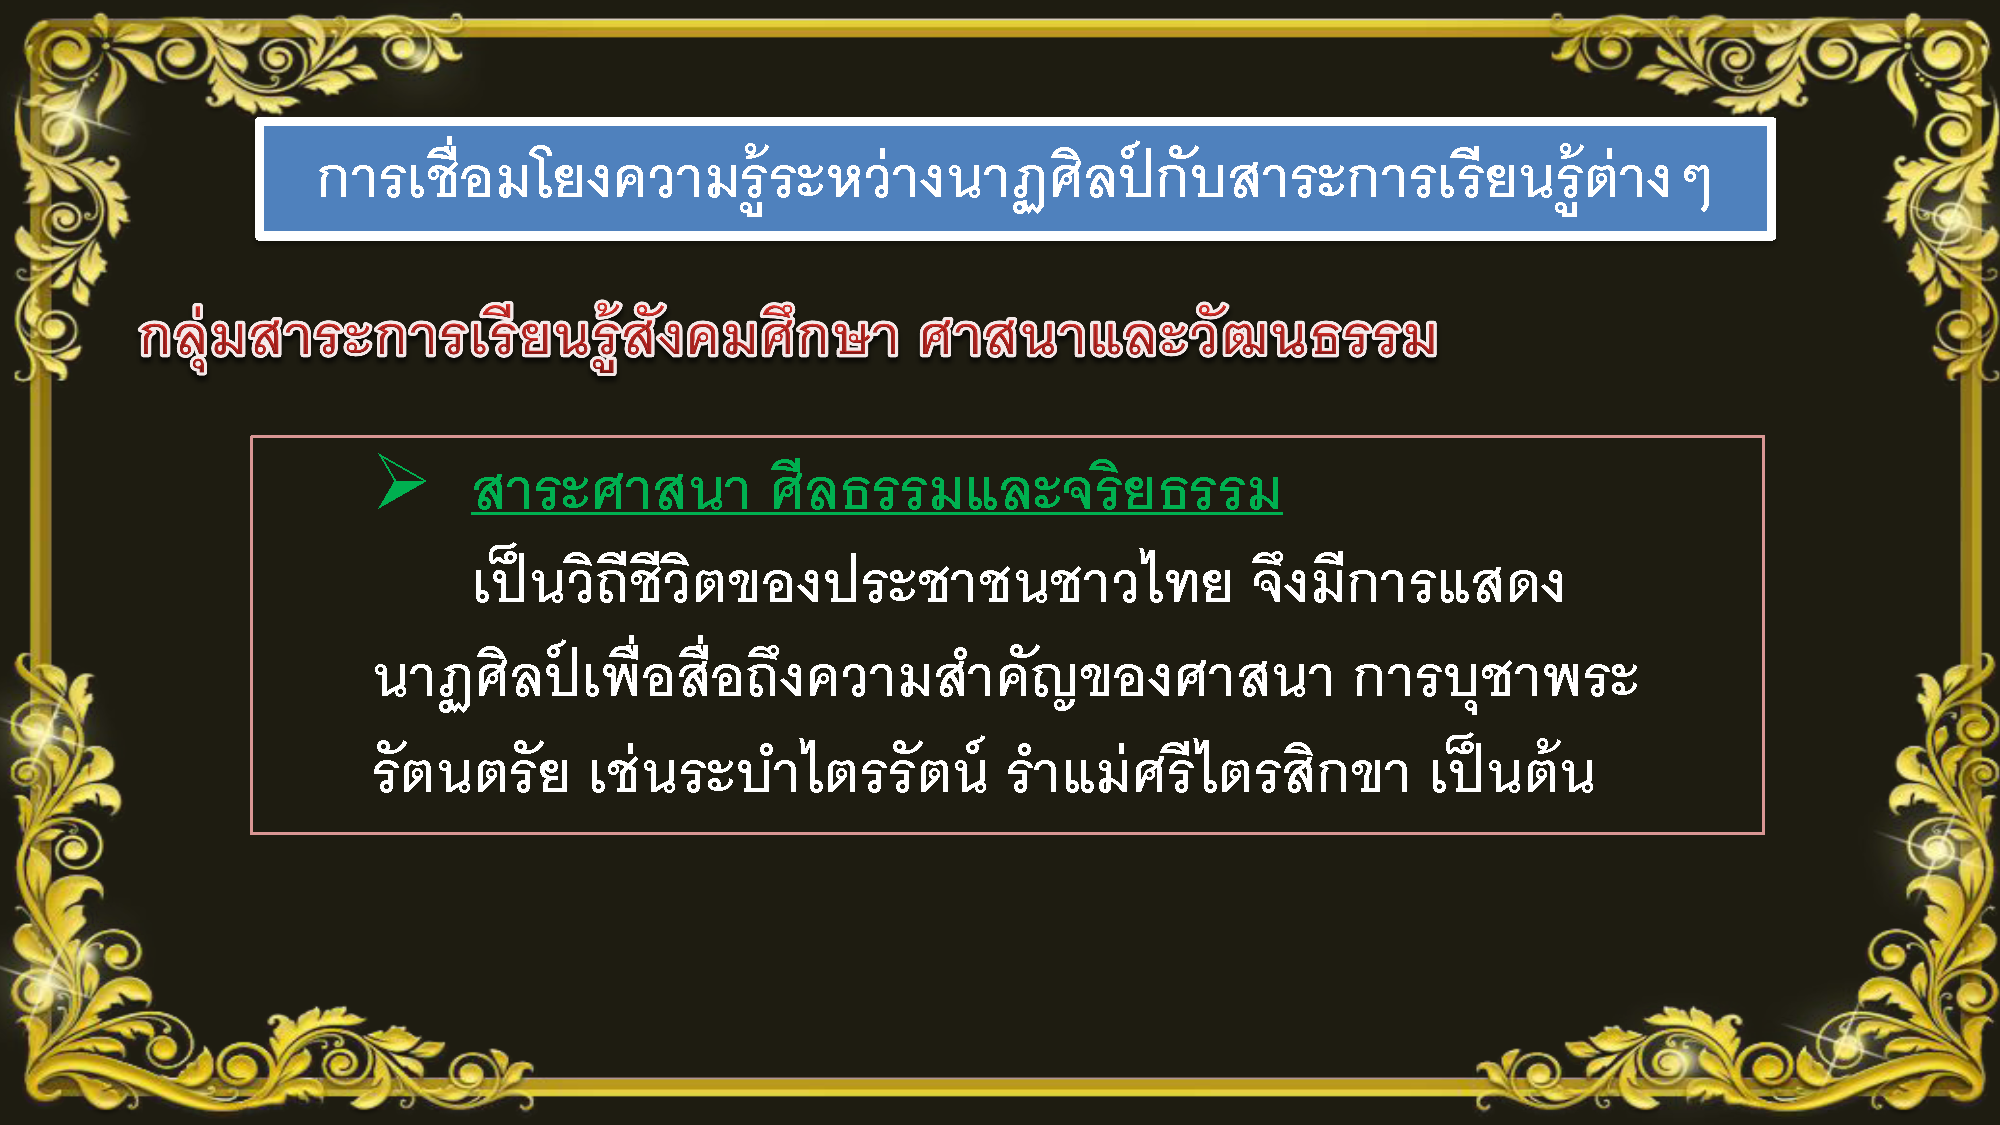 การเชื่อมโยงความรู้ระหว่างนาฏศิลป์กับสาระการเรียนรู้ต่างๆ
กลุ่มสาระการเรียนรู้สังคมศึกษา ศาสนาและวัฒนธรรม
➢ สาระศาสนา ศีลธรรมและจริยธรรม
เป็นวิถีชีวิตของประชาชนชาวไทย จึงมีการแสดง
นาฏศิลป์เพื่อสื่อถึงความสำคัญของศาสนา การบุชาพระ
รัตนตรัย เช่นระบำไตรรัตน์ รำแม่ศรีไตรสิกขา เป็นต้น